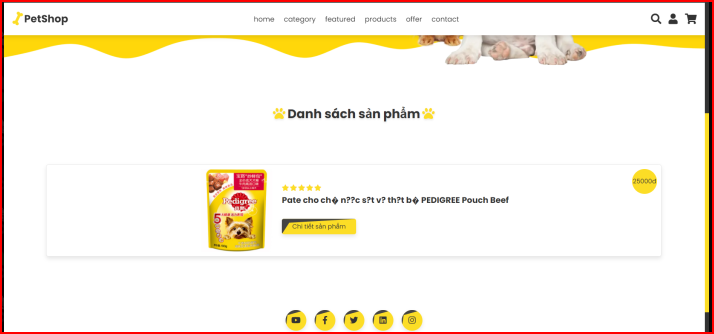 PetShop
home category featured products offer contact
Danh sách sản phẩm
25000đ
Pate cho ch� n??c s?t v? th?t b� PEDIGREE Pouch Beef
Chi tiết sản phẩm
Pedigree